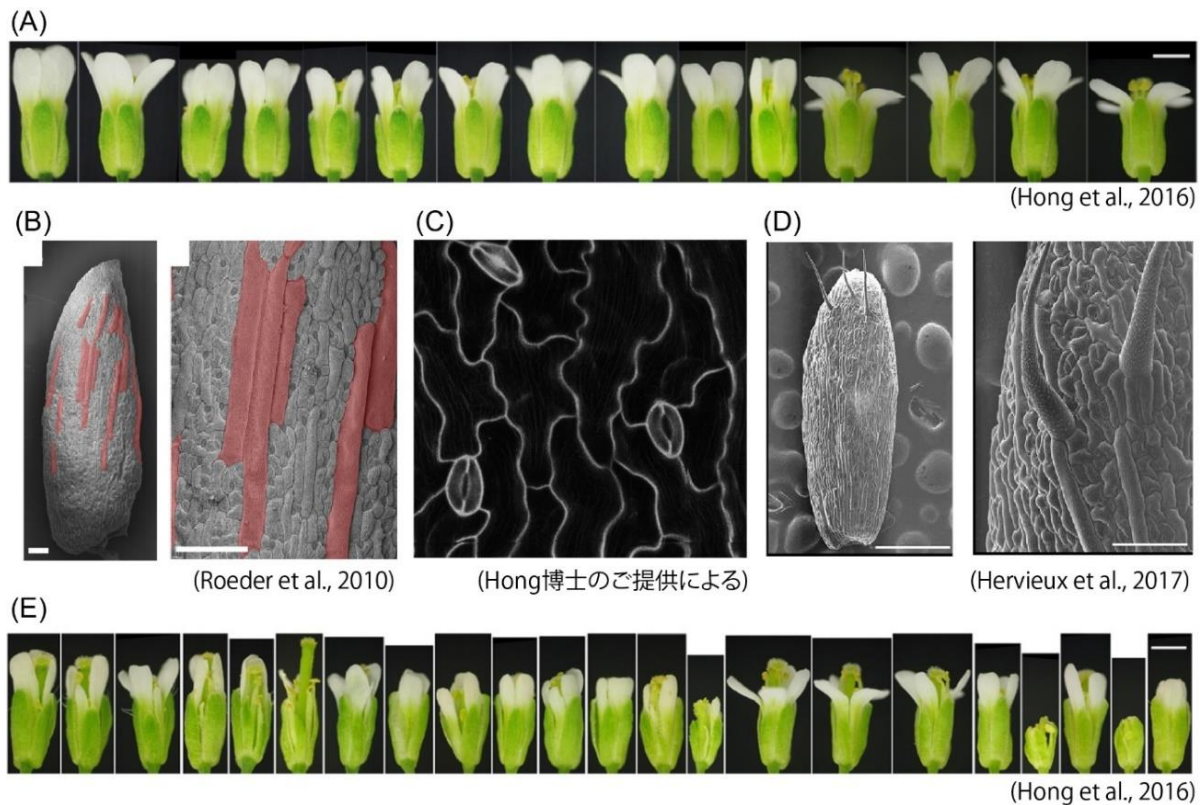 (A)
(Hong et al., 2016)
(B)
(C)
(D)
(Roeder et al., 2010)
(Hong博士のご提供による)
(Hervieux et al., 2017)
(E)
(Hong et al., 2016)